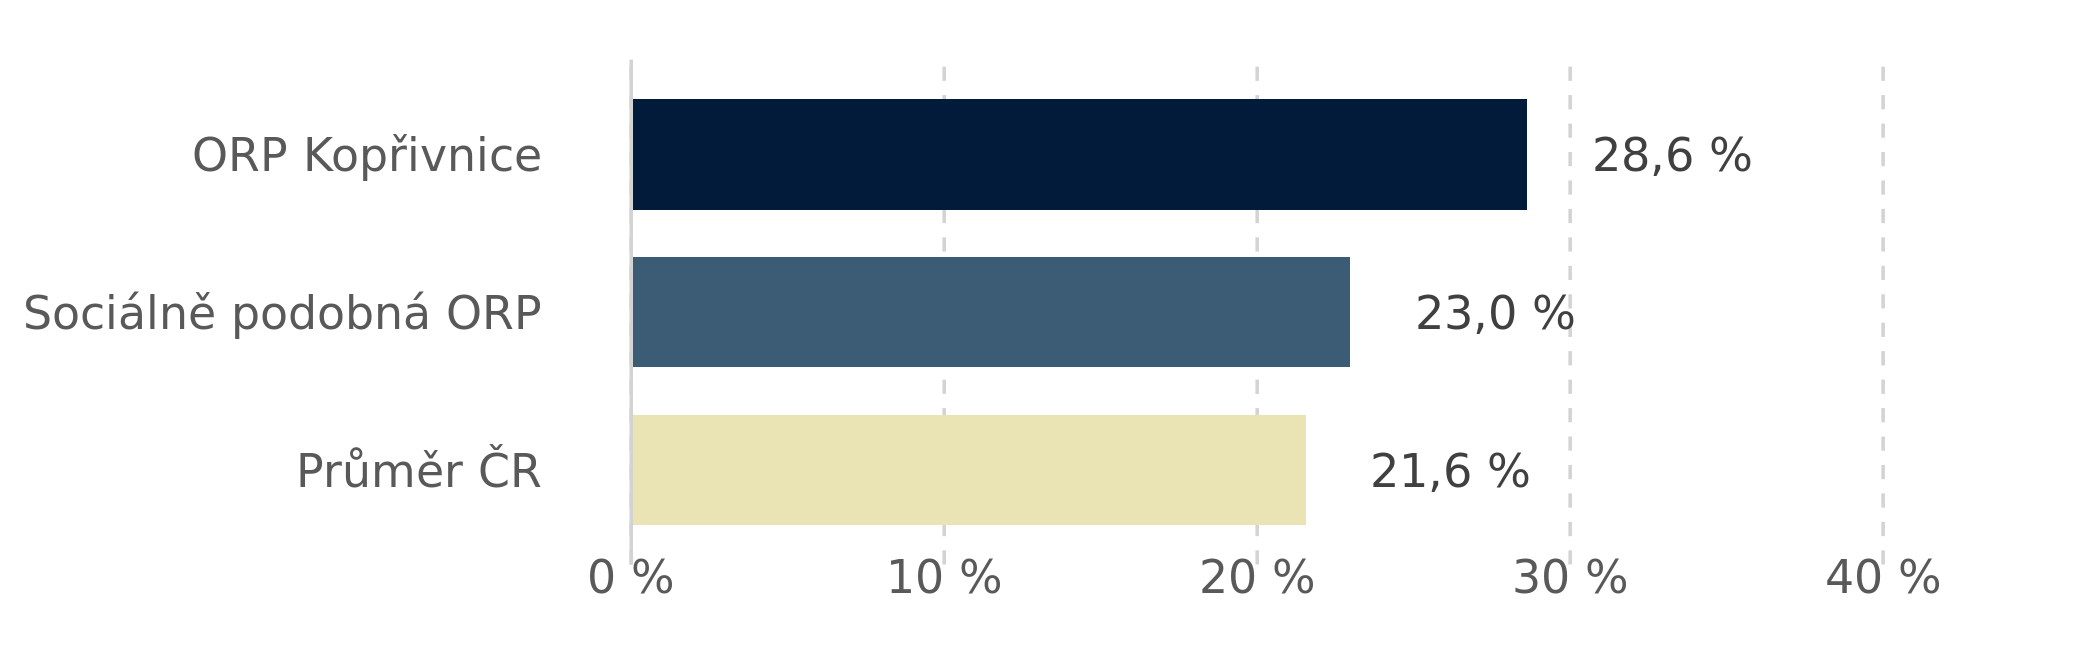 ORP Kopřivnice 28,6 %
Sociálně podobná ORP 23,0 %
Průměr ČR 21,6 %
0 % 10 % 20 % 30 % 40 %